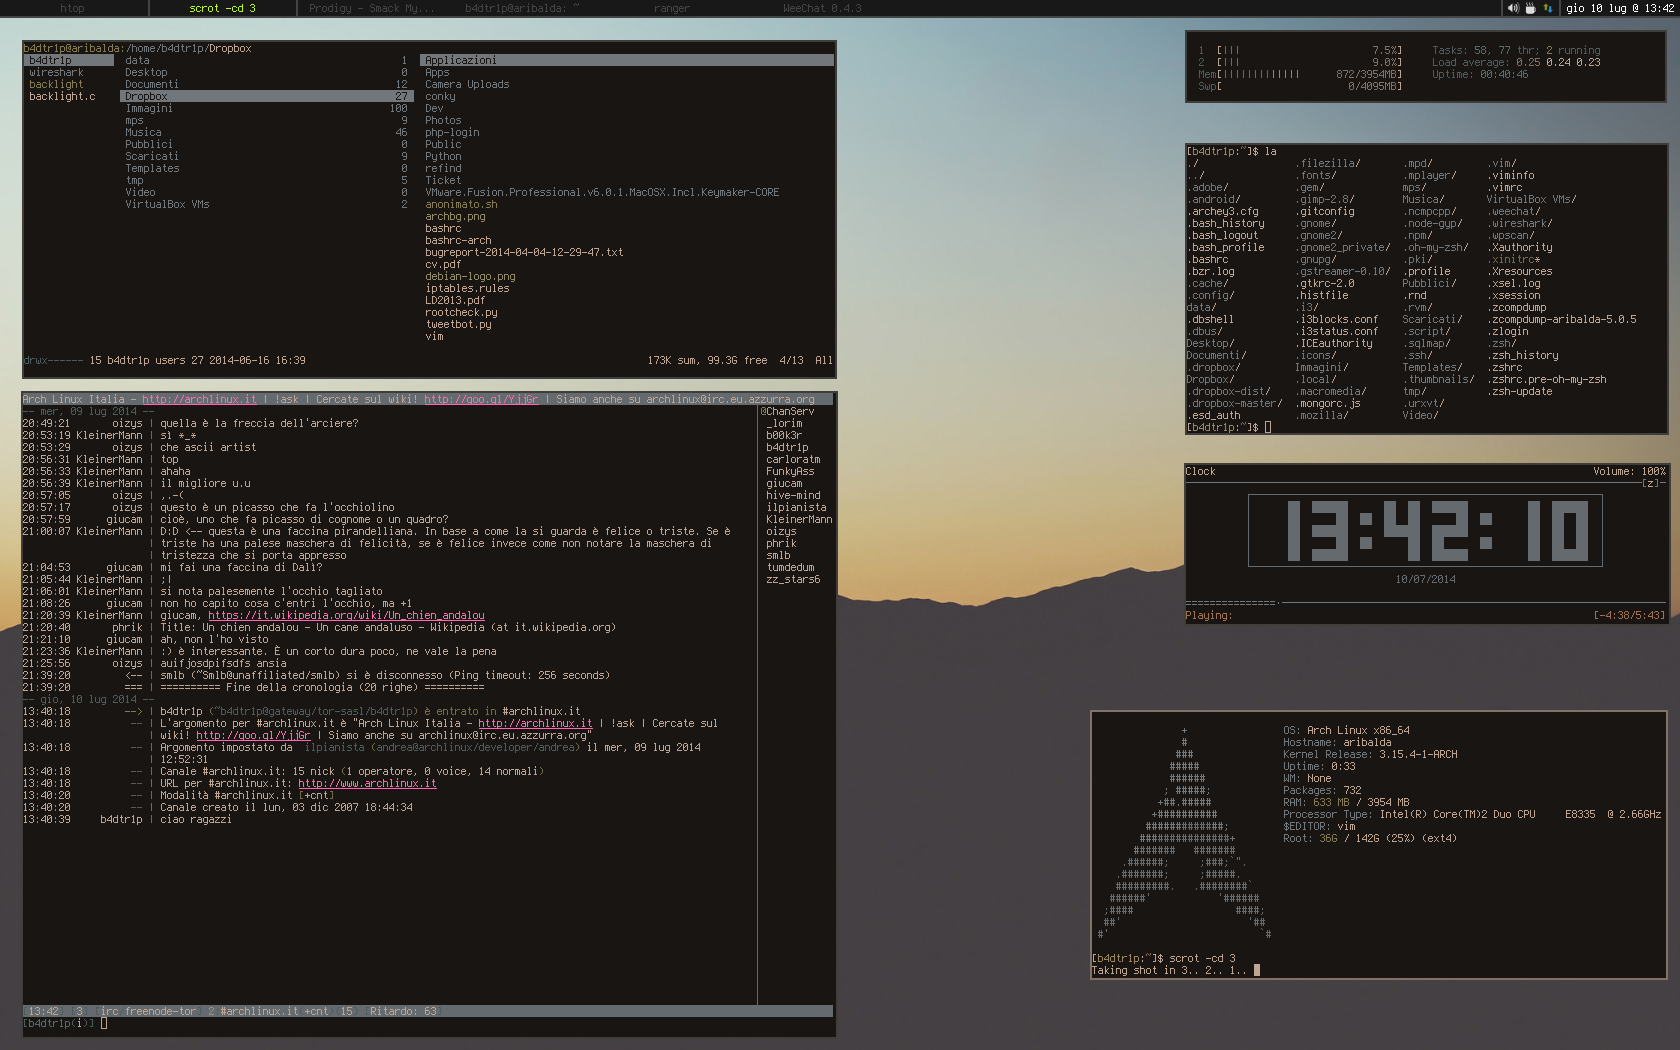 htop
scrot -cd 3
Prodigy - Smack My...
b4dtr1p@aribalda: ~
ranger
WeeChat 0.4.3
gio 10 lug @ 13:42
b4dtr1p@aribalda:/home/b4dtr1p/Dropbox
b4dtr1p data 1 Applicazioni
wireshark Desktop 0 Apps
backlight Documenti 12 Camera Uploads
backlight.c Dropbox 27 conky
Immagini 100 Dev
mps 9 Photos
Musica 46 php-login
Pubblici 0 Public
Scaricati 9 Python
Templates 0 refind
tmp 5 Ticket
Video 0 VMware.Fusion.Professional.v6.0.1.MacOSX.Incl.Keymaker-CORE
VirtualBox VMs 2 anonimato.sh
archbg.png
bashrc
bashrc-arch
bugreport-2014-04-04-12-29-47.txt
cv.pdf
debian-logo.png
iptables.rules
LD2013.pdf
rootcheck.py
tweetbot.py
vim
drwx------ 15 b4dtr1p users 27 2014-06-16 16:39 173K sum, 99.3G free 4/13 All
Arch Linux Italia - http://archlinux.it | !ask | Cercate sul wiki! http://goo.gl/YjjGr | Siamo anche su archlinux@irc.eu.azzurra.org
-- mer, 09 lug 2014 --
20:49:21 oizys | quella è la freccia dell'arciere?
20:53:19 KleinerMann | sì *_*
20:53:29 oizys | che ascii artist
20:56:31 KleinerMann | top
20:56:33 KleinerMann | ahaha
20:56:39 KleinerMann | il migliore u.u
20:57:05 oizys | ,.-(
20:57:17 oizys | questo è un picasso che fa l'occhiolino
20:57:59 giucam | cioè, uno che fa picasso di cognome o un quadro?
21:00:07 KleinerMann | D:D <-- questa è una faccina pirandelliana. In base a come la si guarda è felice o triste. Se è
| triste ha una palese maschera di felicità, se è felice invece come non notare la maschera di
| tristezza che si porta appresso
21:04:53 giucam | mi fai una faccina di Dalì?
21:05:44 KleinerMann | ;|
21:06:01 KleinerMann | si nota palesemente l'occhio tagliato
21:08:26 giucam | non ho capito cosa c'entri l'occhio, ma +1
21:20:39 KleinerMann | giucam, https://it.wikipedia.org/wiki/Un_chien_andalou
21:20:40 phrik | Title: Un chien andalou - Un cane andaluso - Wikipedia (at it.wikipedia.org)
21:21:10 giucam | ah, non l'ho visto
21:23:36 KleinerMann | :) è interessante. È un corto dura poco, ne vale la pena
21:25:56 oizys | auifjosdpifsdfs ansia
21:39:20 <-- | smlb (~Smlb@unaffiliated/smlb) si è disconnesso (Ping timeout: 256 seconds)
21:39:20 === | ========== Fine della cronologia (20 righe) ==========
-- gio, 10 lug 2014 --
13:40:18 --> | b4dtr1p (~b4dtr1p@gateway/tor-sasl/b4dtr1p) è entrato in #archlinux.it
13:40:18 -- | L'argomento per #archlinux.it è "Arch Linux Italia - http://archlinux.it | !ask | Cercate sul
| wiki! http://goo.gl/YjjGr | Siamo anche su archlinux@irc.eu.azzurra.org"
13:40:18 -- | Argomento impostato da ilpianista (andrea@archlinux/developer/andrea) il mer, 09 lug 2014
| 12:52:31
13:40:18 -- | Canale #archlinux.it: 15 nick (1 operatore, 0 voice, 14 normali)
13:40:18 -- | URL per #archlinux.it: http://www.archlinux.it
13:40:20 -- | Modalità #archlinux.it [+cnt]
13:40:20 -- | Canale creato il lun, 03 dic 2007 18:44:34
13:40:39 b4dtr1p | ciao ragazzi
@ChanServ
_lorim
b00k3r
b4dtr1p
carloratm
FunkyAss
giucam
hive-mind
ilpianista
KleinerMann
oizys
phrik
smlb
tumdedum
zz_stars6
[13:42] [3] [irc/freenode-tor] 2:#archlinux.it(+cnt){15} [Ritardo: 63]
[b4dtr1p(i)]
1 [||| 7.5%] Tasks: 58, 77 thr; 2 running
2 [||| 9.0%] Load average: 0.25 0.24 0.23
Mem[||||||||||||| 872/3954MB] Uptime: 00:40:46
Swp[ 0/4095MB]
[b4dtr1p:~]$ la
./ .filezilla/ .mpd/ .vim/
../ .fonts/ .mplayer/ .viminfo
.adobe/ .gem/ mps/ .vimrc
.android/ .gimp-2.8/ Musica/ VirtualBox VMs/
.archey3.cfg .gitconfig .ncmpcpp/ .weechat/
.bash_history .gnome/ .node-gyp/ .wireshark/
.bash_logout .gnome2/ .npm/ .wpscan/
.bash_profile .gnome2_private/ .oh-my-zsh/ .Xauthority
.bashrc .gnupg/ .pki/ .xinitrc*
.bzr.log .gstreamer-0.10/ .profile .Xresources
.cache/ .gtkrc-2.0 Pubblici/ .xsel.log
.config/ .histfile .rnd .xsession
data/ .i3/ .rvm/ .zcompdump
.dbshell .i3blocks.conf Scaricati/ .zcompdump-aribalda-5.0.5
.dbus/ .i3status.conf .script/ .zlogin
Desktop/ .ICEauthority .sqlmap/ .zsh/
Documenti/ .icons/ .ssh/ .zsh_history
.dropbox/ Immagini/ Templates/ .zshrc
Dropbox/ .local/ .thumbnails/ .zshrc.pre-oh-my-zsh
.dropbox-dist/ .macromedia/ tmp/ .zsh-update
.dropbox-master/ .mongorc.js .urxvt/
.esd_auth .mozilla/ Video/
[b4dtr1p:~]$
Clock Volume: 100%
[z]
13:42:10
10/07/2014
Playing: [-4:38/5:43]
OS: Arch Linux x86_64
Hostname: aribalda
Kernel Release: 3.15.4-1-ARCH
Uptime: 0:33
WM: None
Packages: 732
RAM: 633 MB / 3954 MB
Processor Type: Intel(R) Core(TM)2 Duo CPU E8335 @ 2.66GHz
$EDITOR: vim
Root: 36G / 142G (25%) (ext4)
[b4dtr1p:~]$ scrot -cd 3
Taking shot in 3.. 2.. 1..